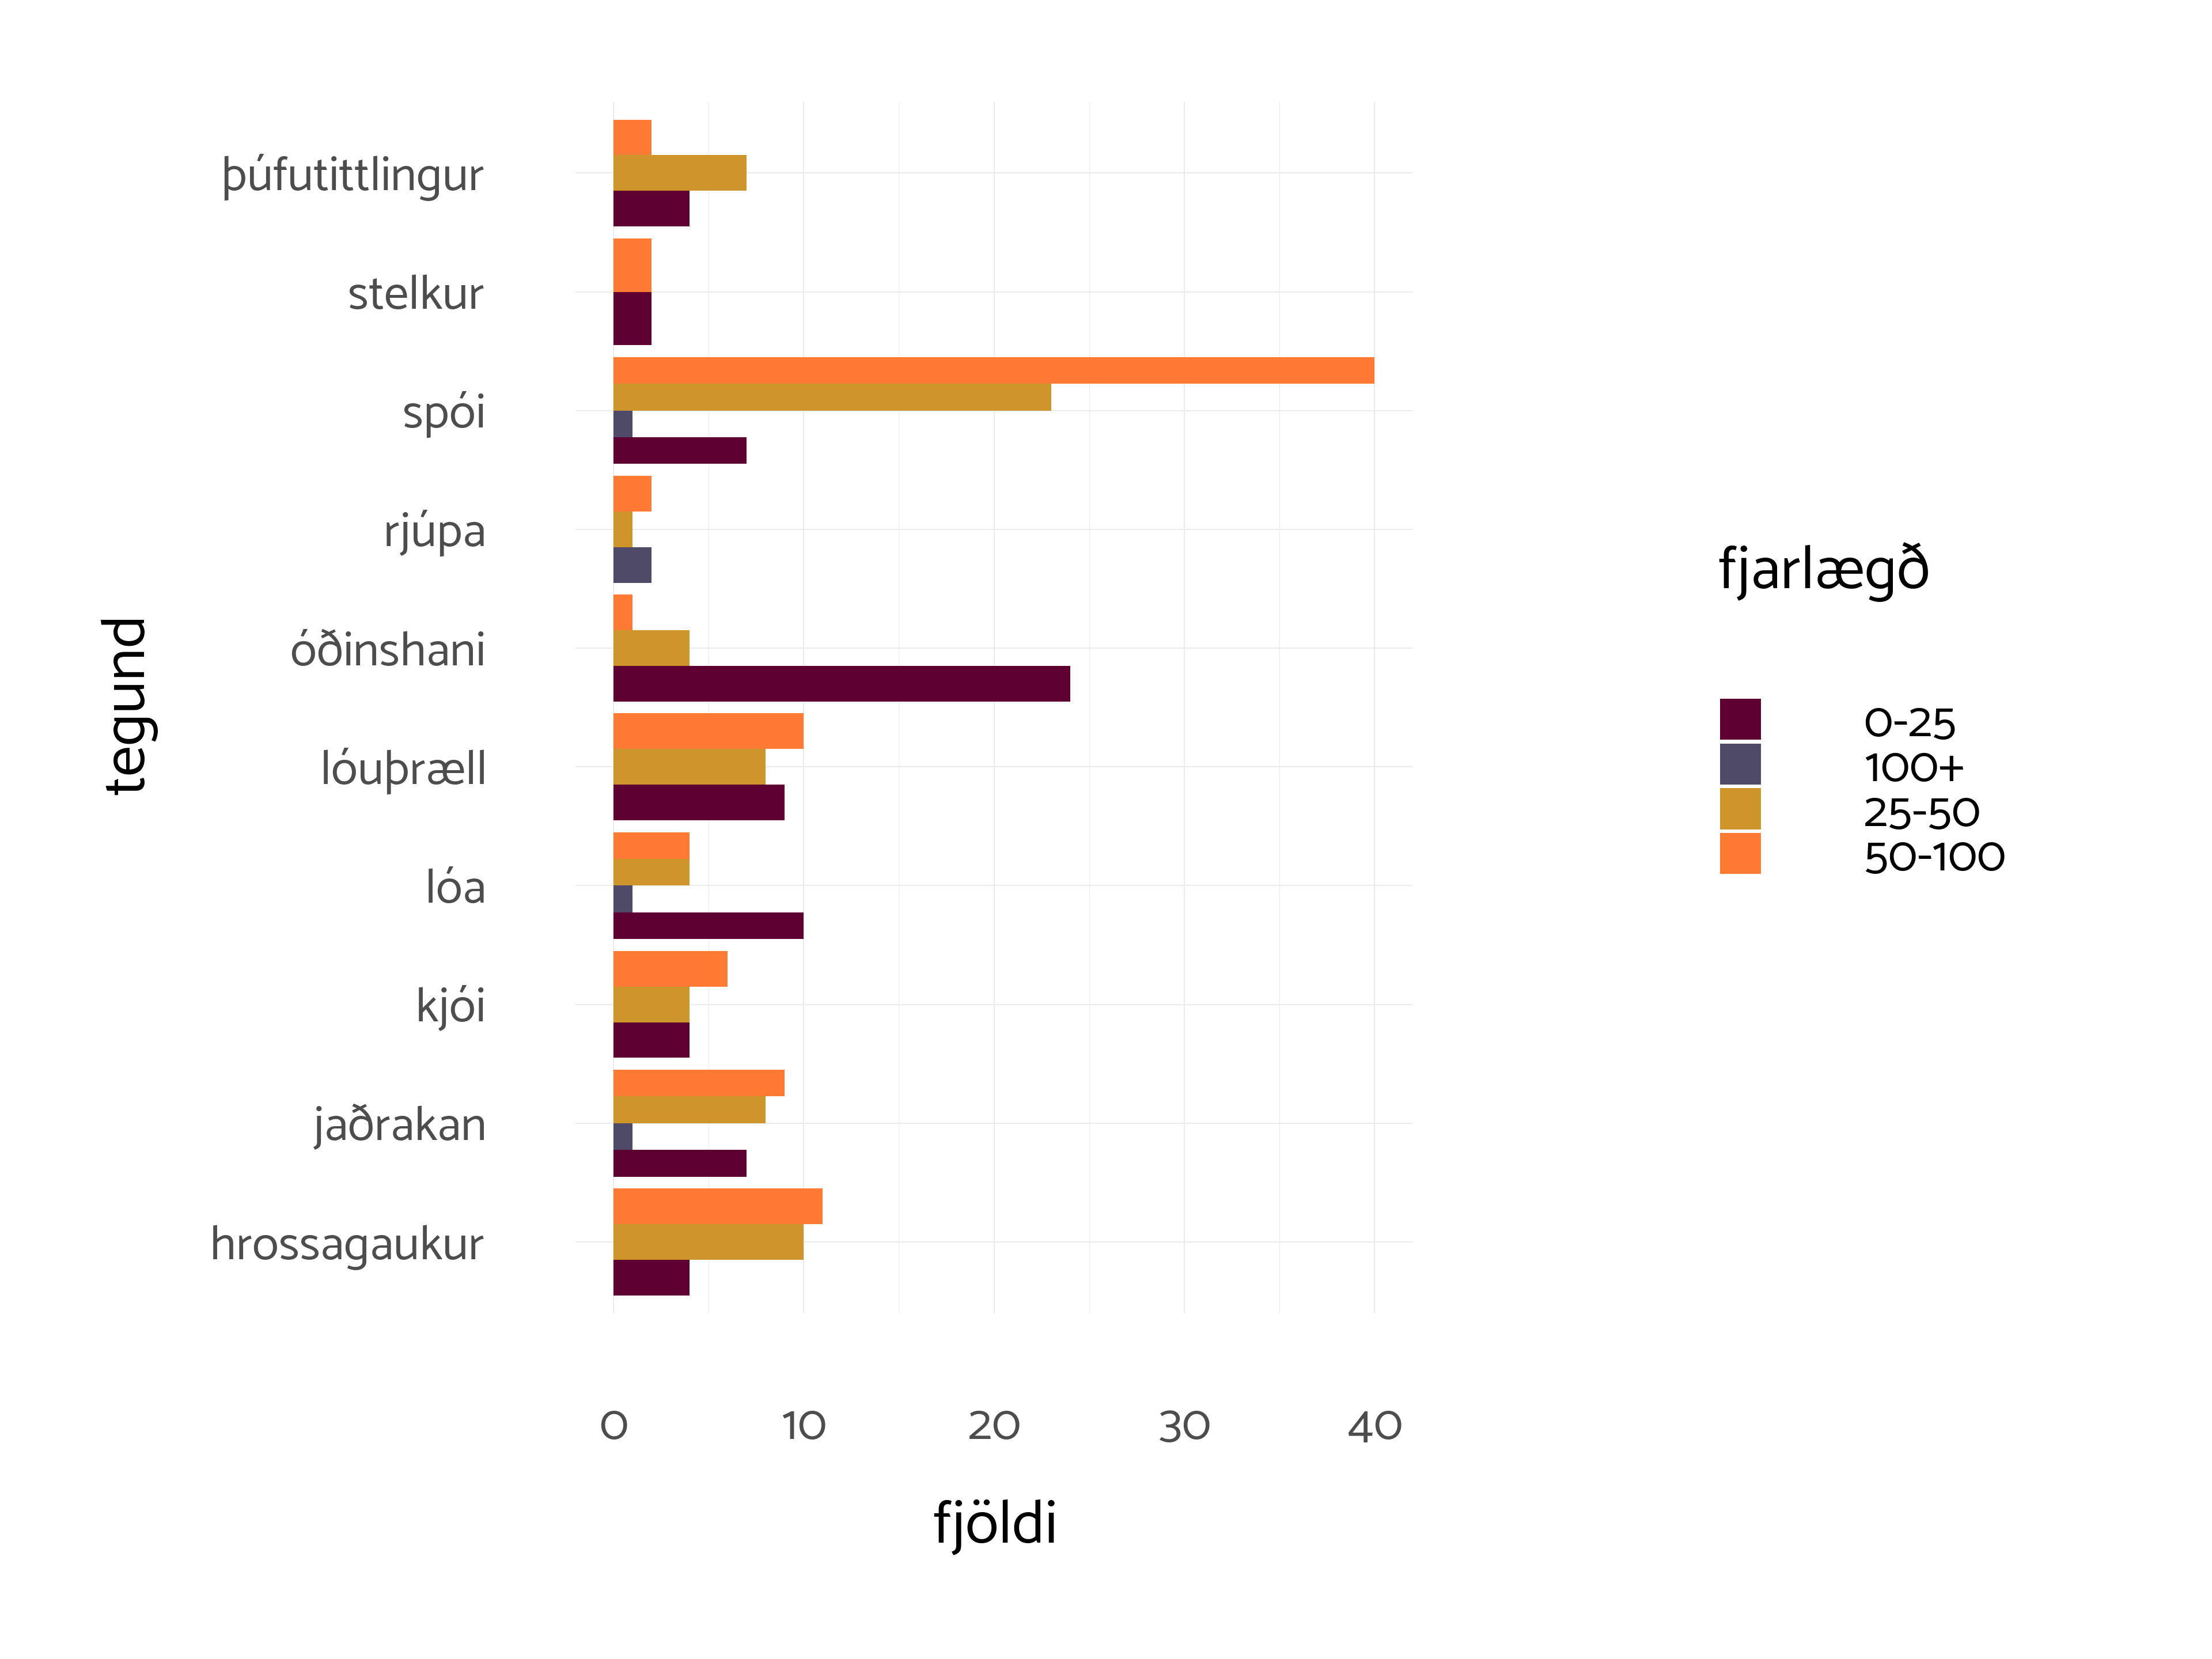 tegund
þúfutittlingur
stelkur
spói
rjúpa
óðinshani
lóuþræll
lóa
kjói
jaðrakan
hrossagaukur
0 10 20 30 40
fjöldi
fjarlægð
0-25
100+
25-50
50-100